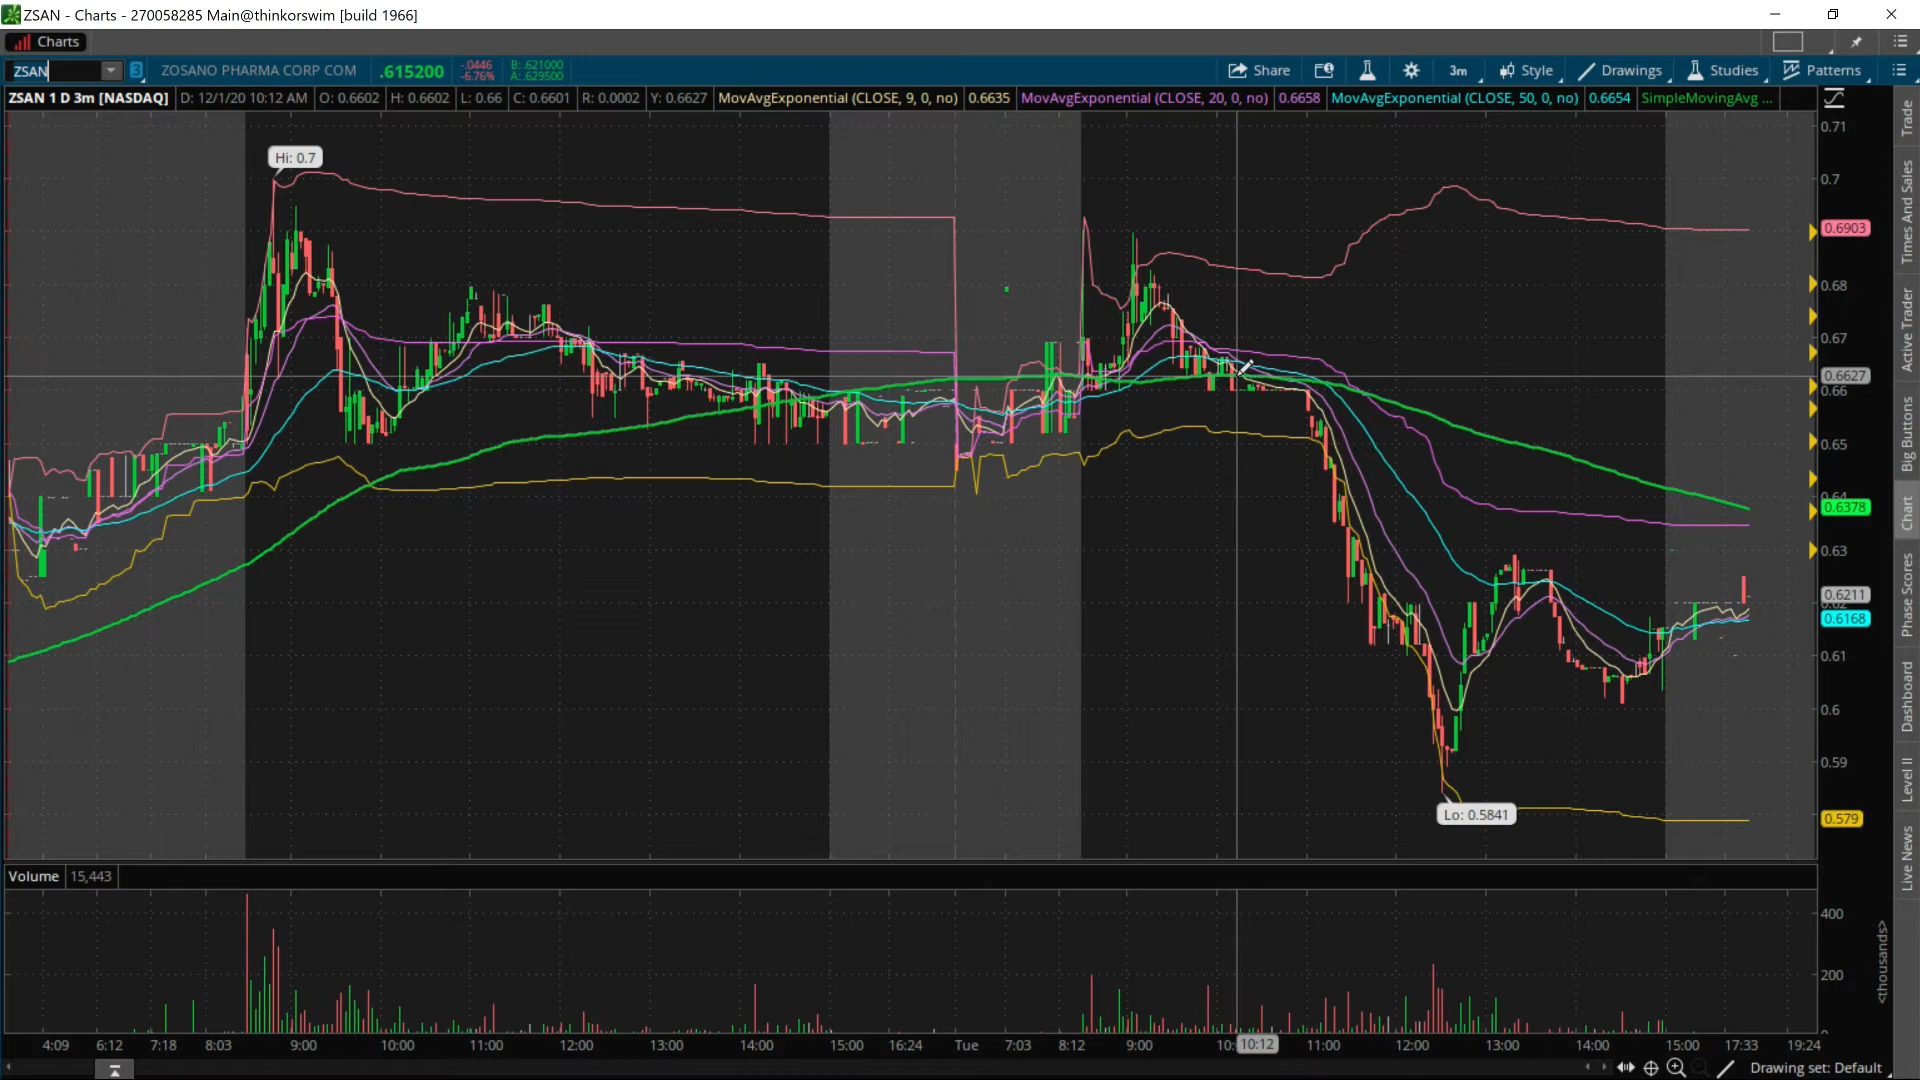 ZSAN - Charts - 270058285 Main@thinkorswim [build 1966]
Charts
ZSAN 3 ZOSANO PHARMA CORP COM .615200 -.0446 -6.76% B: .621000 A: .629500 Share 3m Style Drawings Studies Patterns
ZSAN 1 D 3m [NASDAQ] D: 12/1/20 10:12 AM O: 0.6602 H: 0.6602 L: 0.66 C: 0.6601 R: 0.0002 Y: 0.6627 MovAvgExponential (CLOSE, 9, 0, no) 0.6635 MovAvgExponential (CLOSE, 20, 0, no) 0.6658 MovAvgExponential (CLOSE, 50, 0, no) 0.6654 SimpleMovingAvg ...
0.71
Hi: 0.7
0.7
0.6903
0.68
0.67
0.6627
0.66
0.65
0.64
0.6378
0.63
0.6211
0.62
0.6168
0.61
0.6
0.59
Lo: 0.5841
0.579
Trade
Times And Sales
Active Trader
Big Buttons
Chart
Phase Scores
Dashboard
Level II
Live News
Volume 15,443
400
200
0
<thousands>
4:09 6:12 7:18 8:03 9:00 10:00 11:00 12:00 13:00 14:00 15:00 16:24 Tue 7:03 8:12 9:00 10:12 11:00 12:00 13:00 14:00 15:00 17:33 19:24
Drawing set: Default